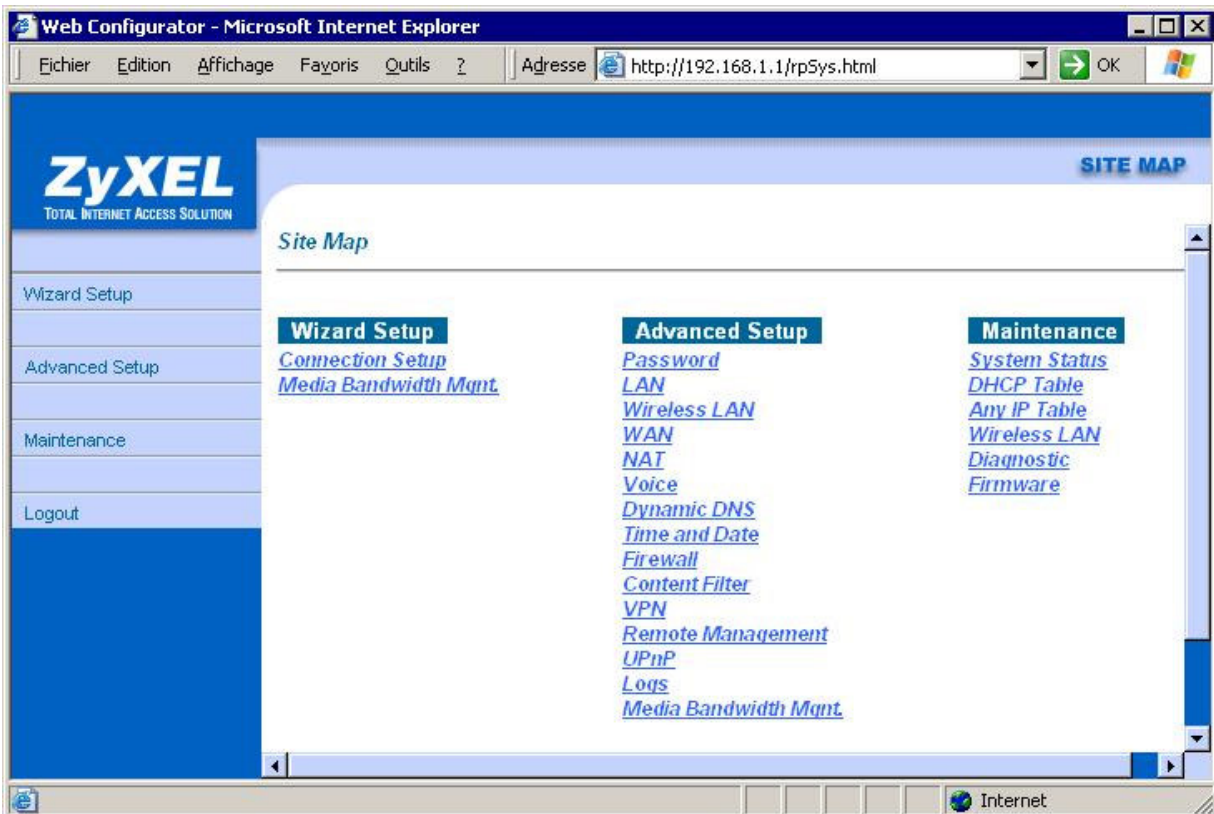 Web Configurator - Microsoft Internet Explorer
Fichier Edition Affichage Favoris Outils ? Adresse http://192.168.1.1/rpSys.html OK
ZyXEL
TOTAL INTERNET ACCESS SOLUTION
SITE MAP
Site Map
Wizard Setup
Advanced Setup
Maintenance
Logout
Wizard Setup
Connection Setup
Media Bandwidth Mgnt.
Advanced Setup
Password
LAN
Wireless LAN
WAN
NAT
Voice
Dynamic DNS
Time and Date
Firewall
Content Filter
VPN
Remote Management
UPnP
Logs
Media Bandwidth Mgnt.
Maintenance
System Status
DHCP Table
Any IP Table
Wireless LAN
Diagnostic
Firmware
Internet